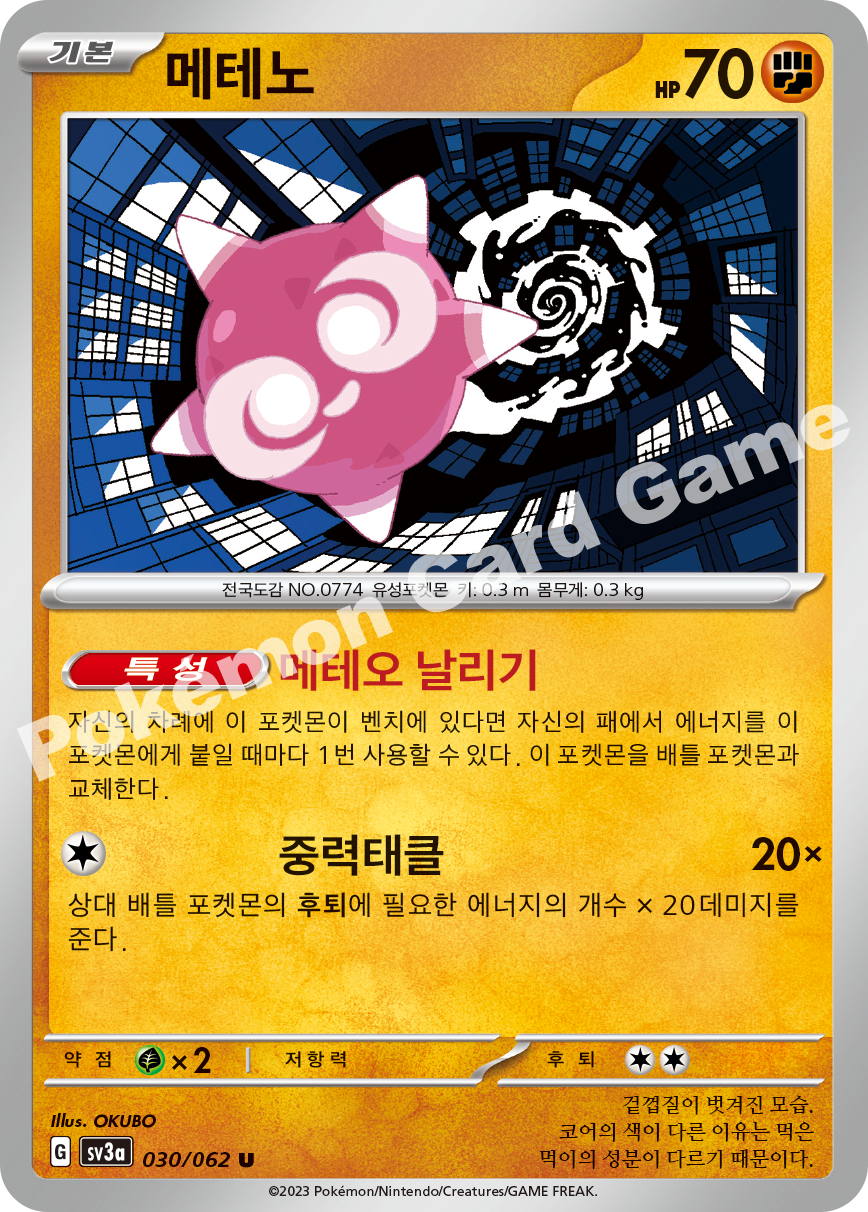 기본
메테노
HP 70
전국도감 NO.0774 유성포켓몬 키: 0.3 m 몸무게: 0.3 kg
특성 메테오 날리기
자신의 차례에 이 포켓몬이 벤치에 있다면 자신의 패에서 에너지를 이
포켓몬에게 붙일 때마다 1번 사용할 수 있다. 이 포켓몬을 배틀 포켓몬과
교체한다.
중력태클 20×
상대 배틀 포켓몬의 후퇴에 필요한 에너지의 개수 × 20데미지를
준다.
약점 ×2 저항력 후퇴
Illus. OKUBO
G sv3a 030/062 U
겉껍질이 벗겨진 모습.
코어의 색이 다른 이유는 먹은
먹이의 성분이 다르기 때문이다.
©2023 Pokémon/Nintendo/Creatures/GAME FREAK.
Pokémon Card Game